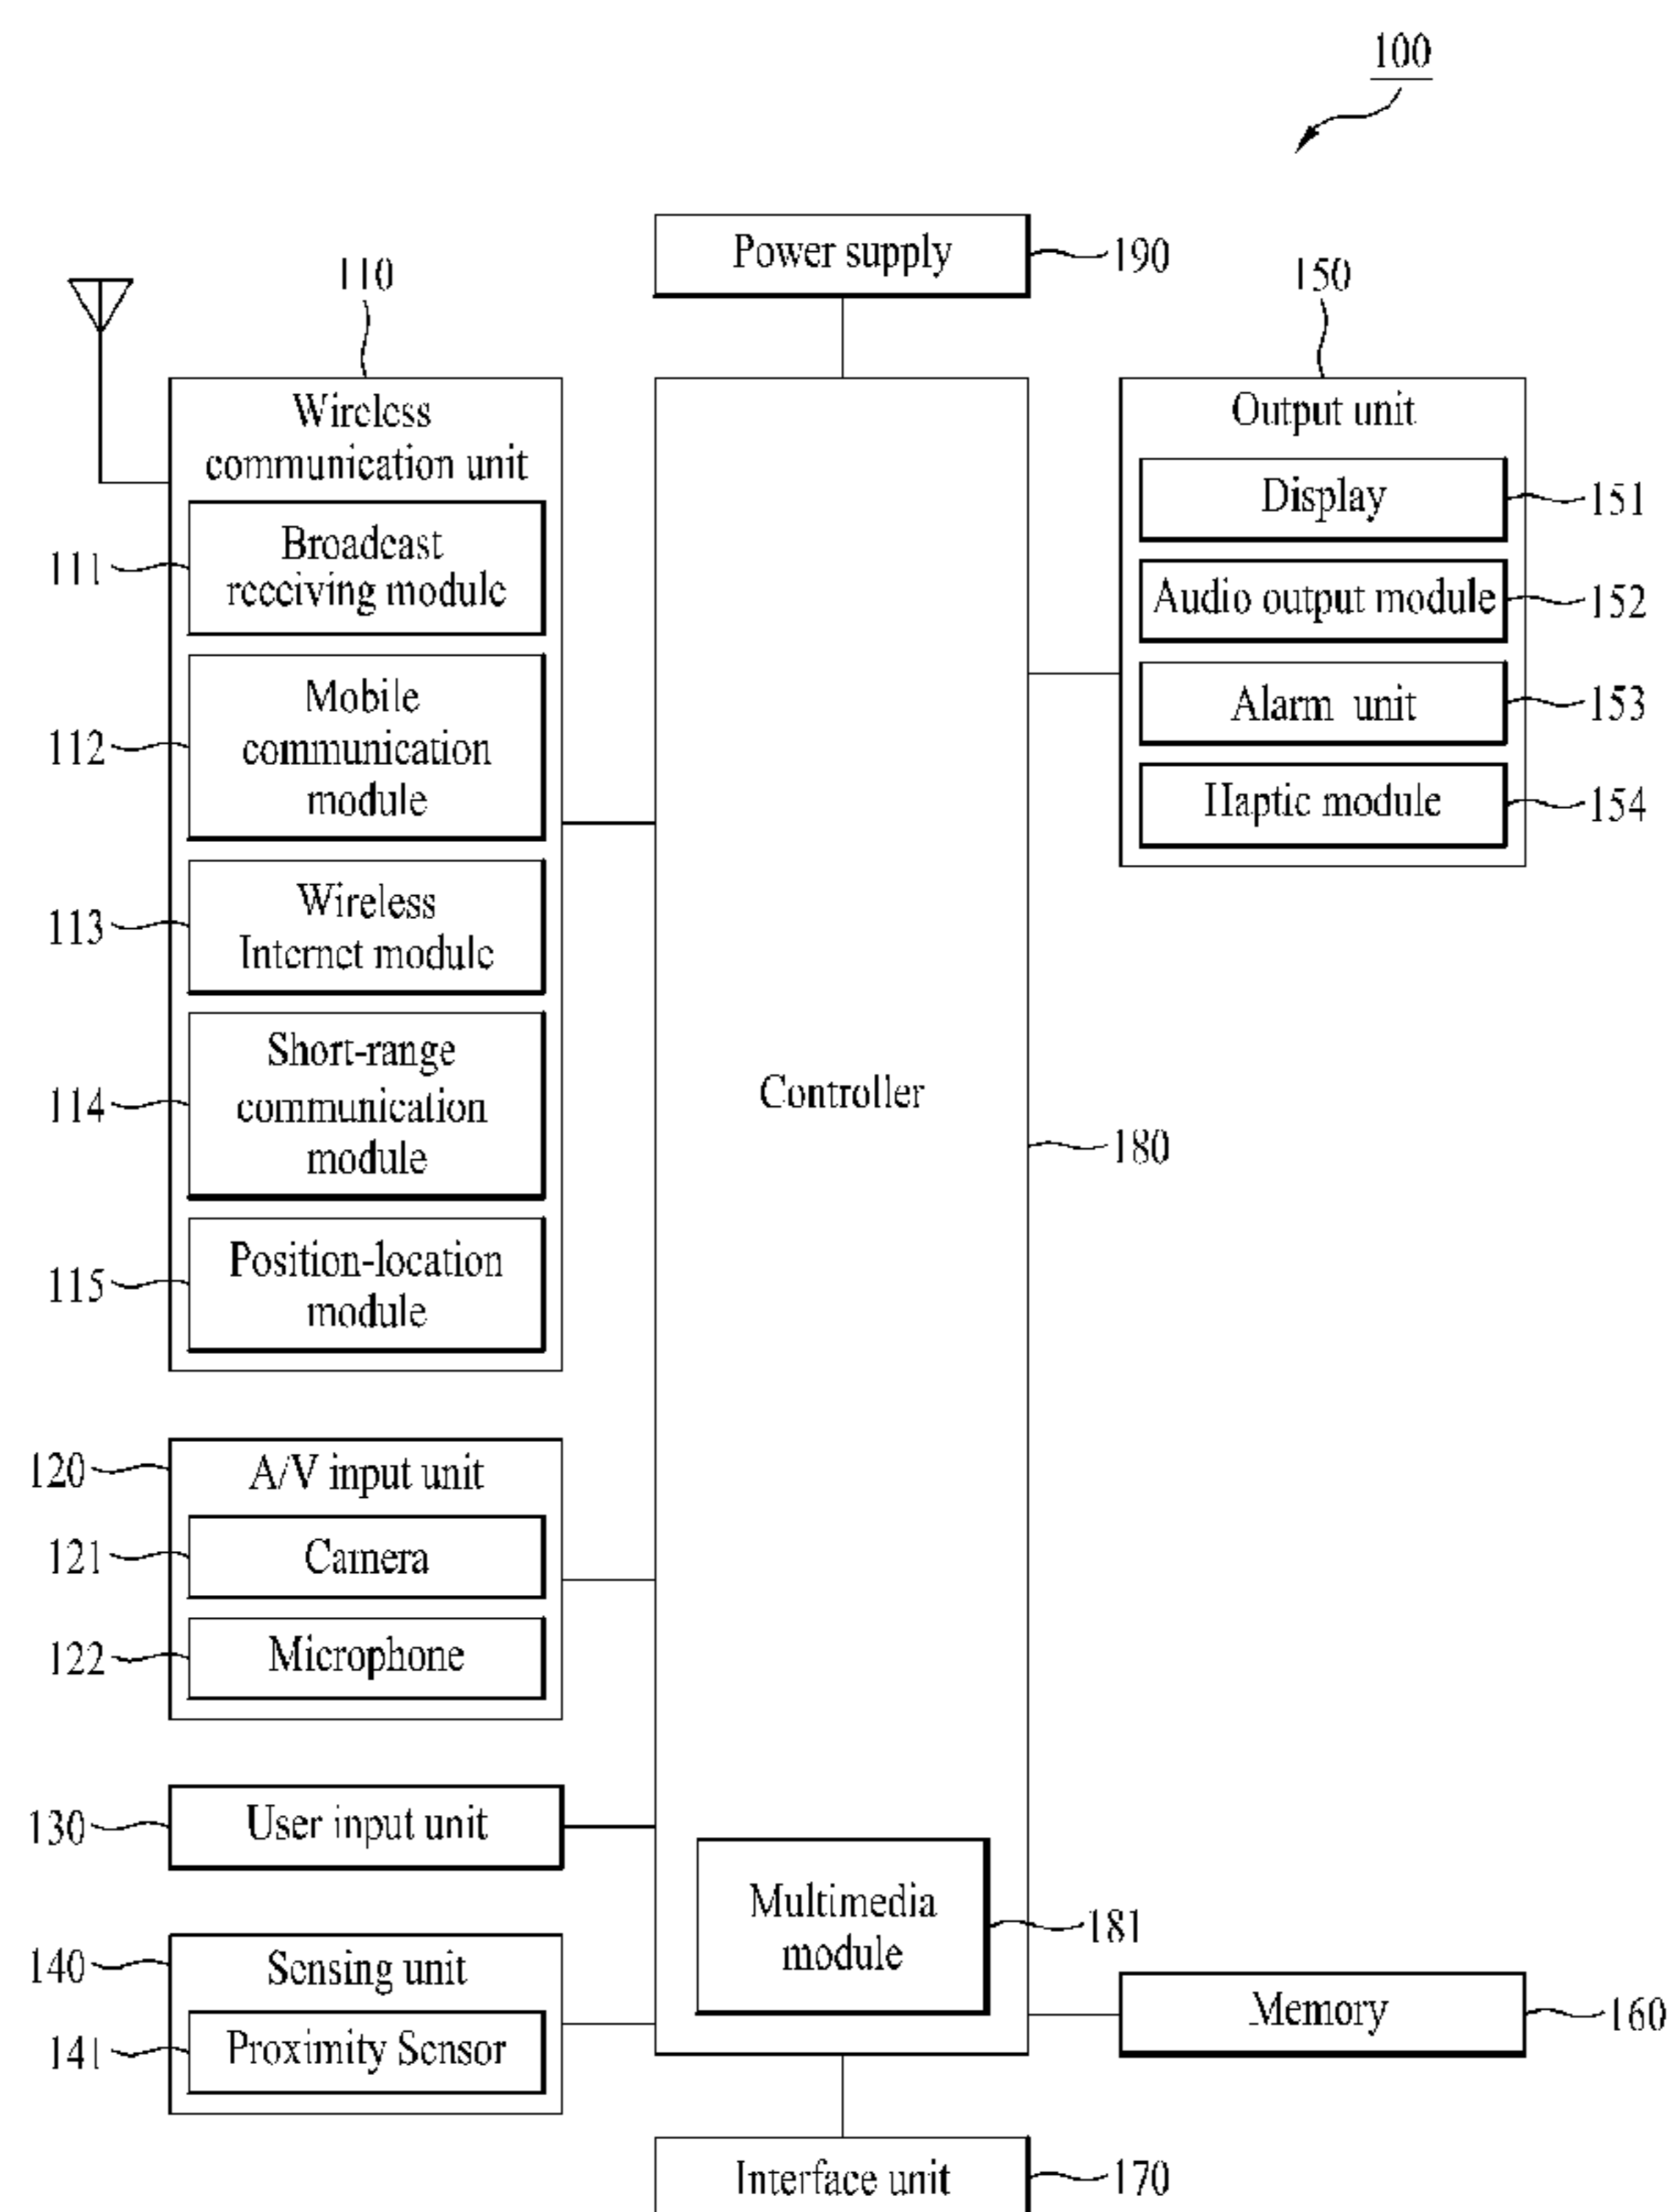 100
Power supply
190
110
150
Wireless
communication unit
Output unit
Display
151
Broadcast
receiving module
111
Audio output module
152
Mobile
communication
module
112
Alarm unit
153
Haptic module
154
Wireless
Internet module
113
Short-range
communication
module
114
Controller
180
Position-location
module
115
120
A/V input unit
121
Camera
122
Microphone
130
User input unit
Multimedia
module
181
140
Sensing unit
141
Proximity Sensor
Memory
160
Interface unit
170